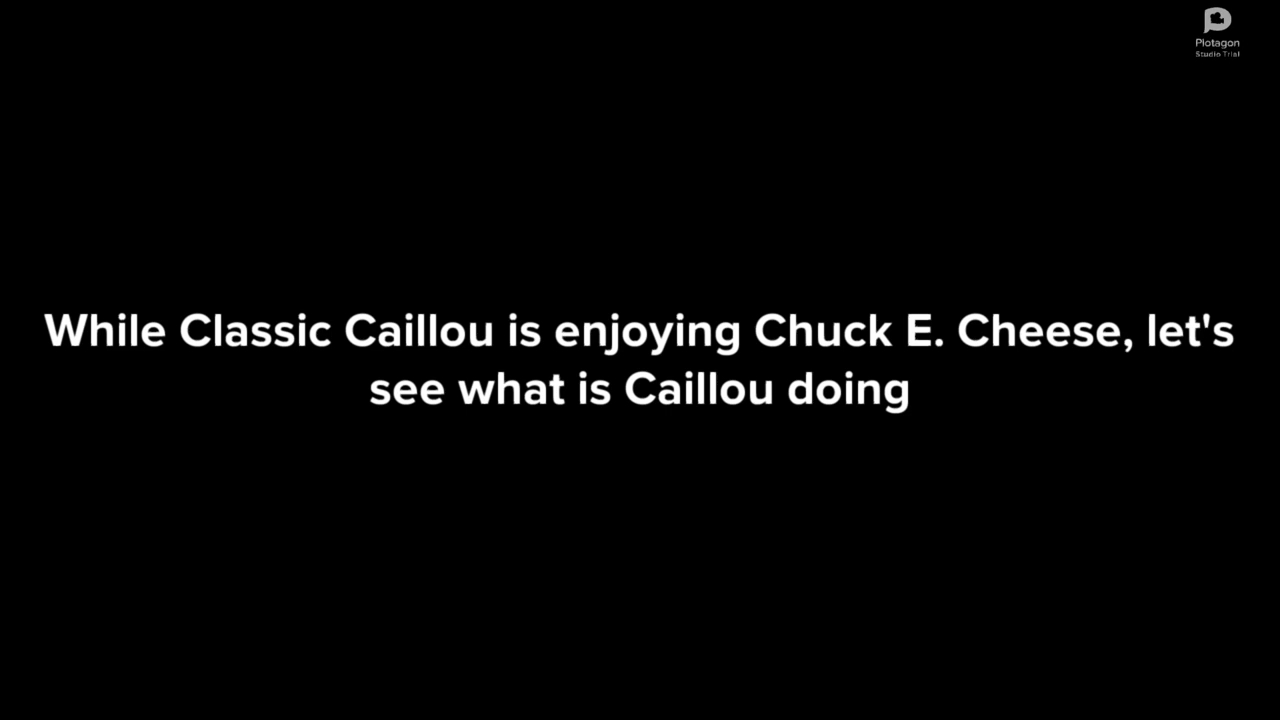 Plotagon
Studio Trial
While Classic Caillou is enjoying Chuck E. Cheese, let's
see what is Caillou doing